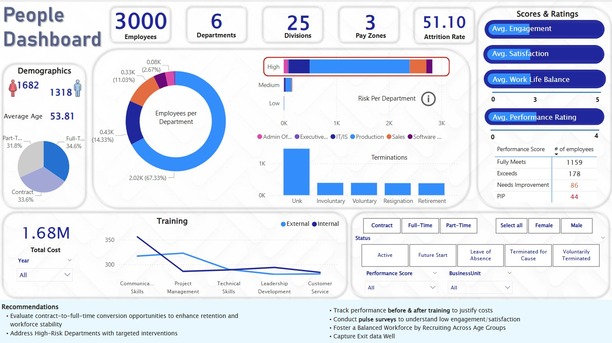 People
Dashboard
3000
Employees
6
Departments
25
Divisions
3
Pay Zones
51.10
Attrition Rate
Scores & Ratings
Avg. Engagement
Avg. Satisfaction
Avg. Work Life Balance
0 3 5
Avg. Performance Rating
0 4
Performance Score # of employees
Fully Meets 1159
Exceeds 178
Needs Improvement 86
PIP 44
Demographics
1682
1318
Average Age 53.81
Part-T...
31.8%
Full-T...
34.6%
Contract
33.6%
0.08K
(2.67%)
0.33K
(11.03%)
0.43K
(14.33%)
2.02K (67.33%)
Employees per
Department
High
Medium
Low
0K 1K 2K 3K
Risk Per Department
Admin Of... Executive... IT/IS Production Sales Software ...
Terminations
1K
0K
Unk Involuntary Voluntary Resignation Retirement
1.68M
Total Cost
Year
All
Training
External Internal
350
300
Communica...
Skills
Project
Management
Technical
Skills
Leadership
Development
Customer
Service
Contract Full-Time Part-Time Select all Female Male
Status
Active
Future Start
Leave of
Absence
Terminated for
Cause
Voluntarily
Terminated
Performance Score BusinessUnit
All All
Recommendations
• Evaluate contract-to-full-time conversion opportunities to enhance retention and
workforce stability
• Address High-Risk Departments with targeted interventions
• Track performance before & after training to justify costs
• Conduct pulse surveys to understand low engagement/satisfaction
• Foster a Balanced Workforce by Recruiting Across Age Groups
• Capture Exit data Well